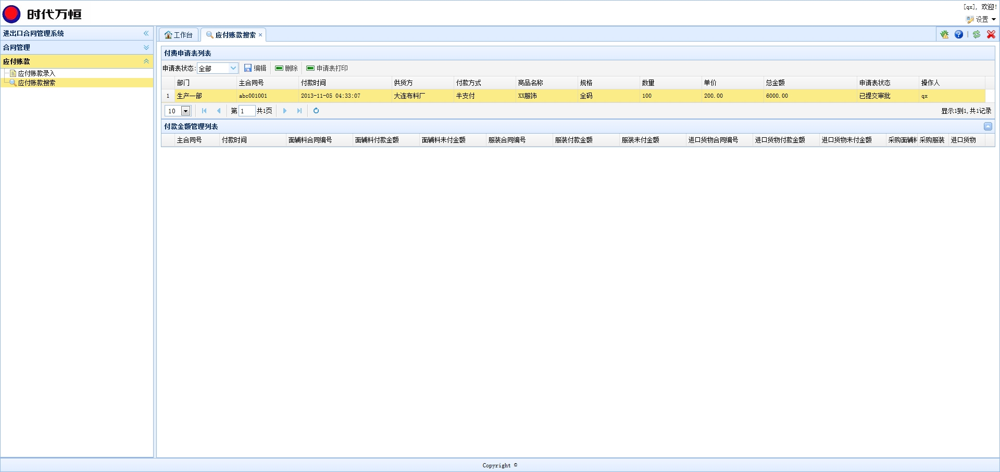 时代万恒
[qx], 欢迎!
设置
进出口合同管理系统
合同管理
应付账款
应付账款录入
应付账款搜索
工作台 应付账款搜索
付费申请表列表
申请表状态: 全部 编辑 删除 申请表打印
部门 主合同号 付款时间 供货方 付款方式 商品名称 规格 数量 单价 总金额 申请表状态 操作人
1 生产一部 abc001001 2013-11-05 04:33:07 大连布料厂 半支付 XX服饰 全码 100 200.00 6000.00 已提交审批 qx
10 第 1 共1页 显示1到1,共1记录
付款金额管理列表
主合同号 付款时间 面辅料合同编号 面辅料付款金额 面辅料未付金额 服装合同编号 服装付款金额 服装未付金额 进口货物合同编号 进口货物付款金额 进口货物未付金额 采购面辅料 采购服装 进口货物
Copyright ©